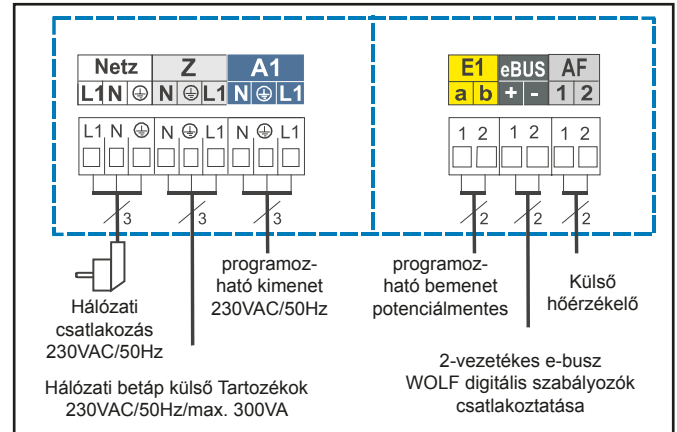 Netz Z A1
L1 N ⏚ N ⏚ L1 N ⏚ L1
L1 N ⏚ N ⏚ L1 N ⏚ L1
3 3 3
Hálózati
csatlakozás
230VAC/50Hz
programoz-
ható kimenet
230VAC/50Hz
Hálózati betáp külső Tartozékok
230VAC/50Hz/max. 300VA
E1 eBUS AF
a b + - 1 2
1 2 1 2 1 2
2 2 2
programoz-
ható bemenet
potenciálmentes
Külső
hőérzékelő
2-vezetékes e-busz
WOLF digitális szabályozók
csatlakoztatása